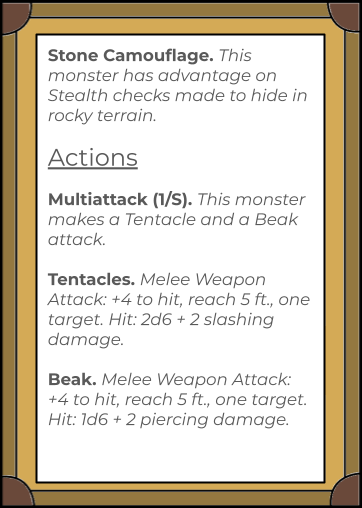 Stone Camouflage. This
monster has advantage on
Stealth checks made to hide in
rocky terrain.
Actions
Multiattack (1/S). This monster
makes a Tentacle and a Beak
attack.
Tentacles. Melee Weapon
Attack: +4 to hit, reach 5 ft., one
target. Hit: 2d6 + 2 slashing
damage.
Beak. Melee Weapon Attack:
+4 to hit, reach 5 ft., one target.
Hit: 1d6 + 2 piercing damage.